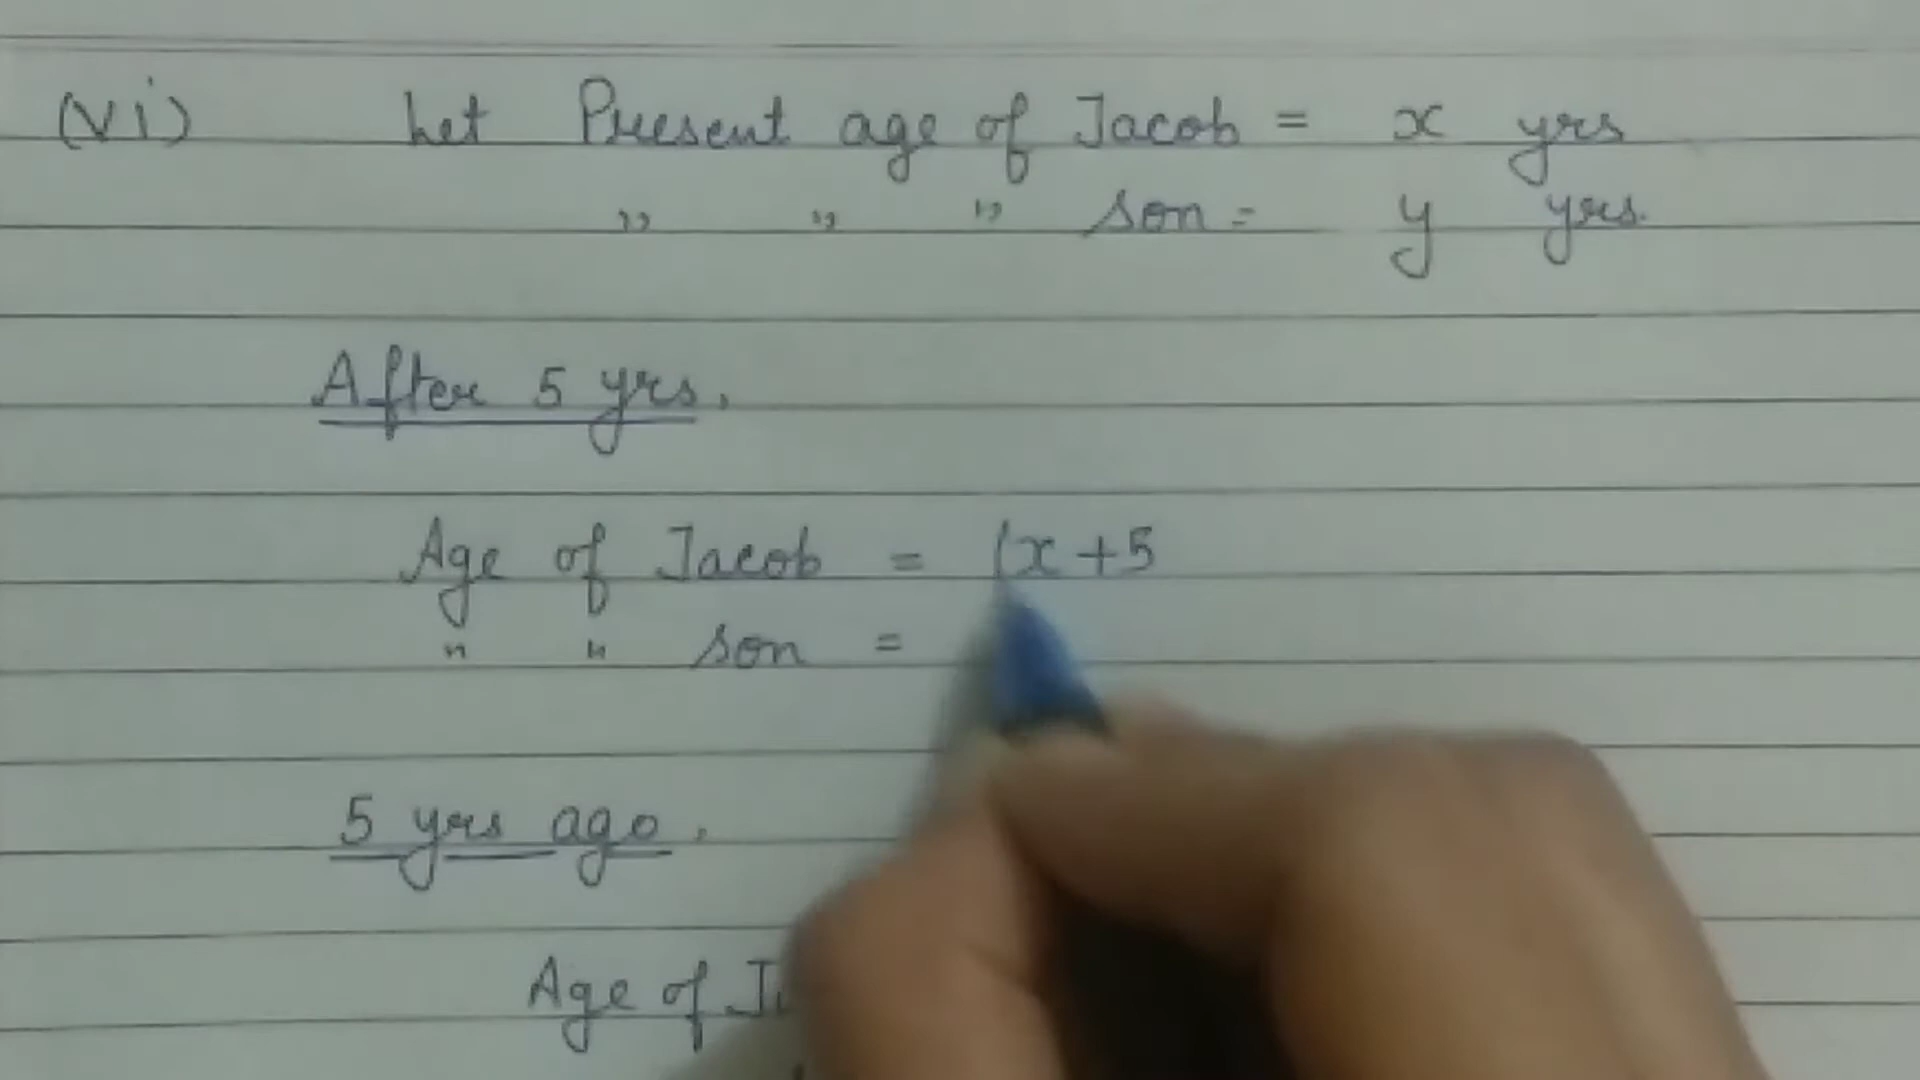 (vi) Let Present age of Jacob = x yrs
" " " son = y yrs.
After 5 yrs.
Age of Jacob = (x+5
" " son =
5 yrs ago.
Age of